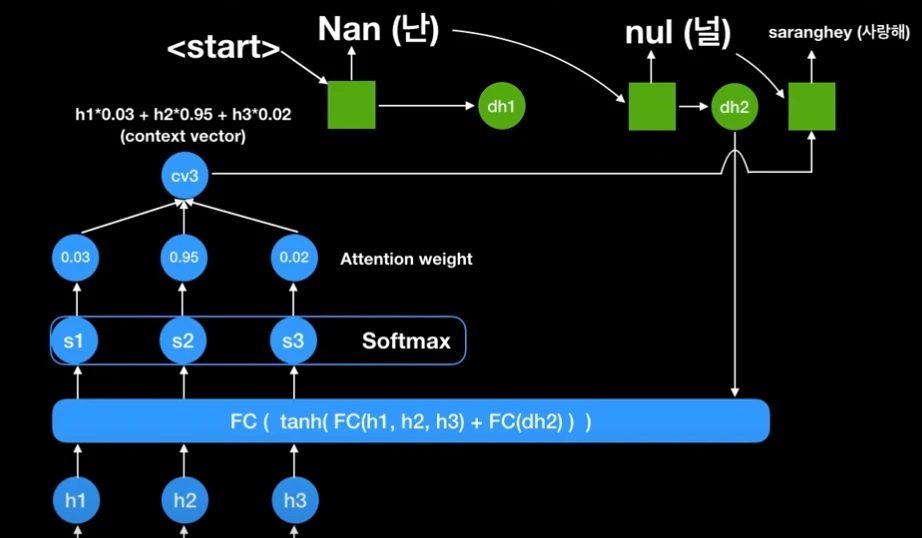 <start>
Nan (난)
nul (널)
saranghey (사랑해)
dh1
dh2
h1*0.03 + h2*0.95 + h3*0.02
(context vector)
cv3
0.03
0.95
0.02
Attention weight
s1
s2
s3
Softmax
FC ( tanh( FC(h1, h2, h3) + FC(dh2) ) )
h1
h2
h3